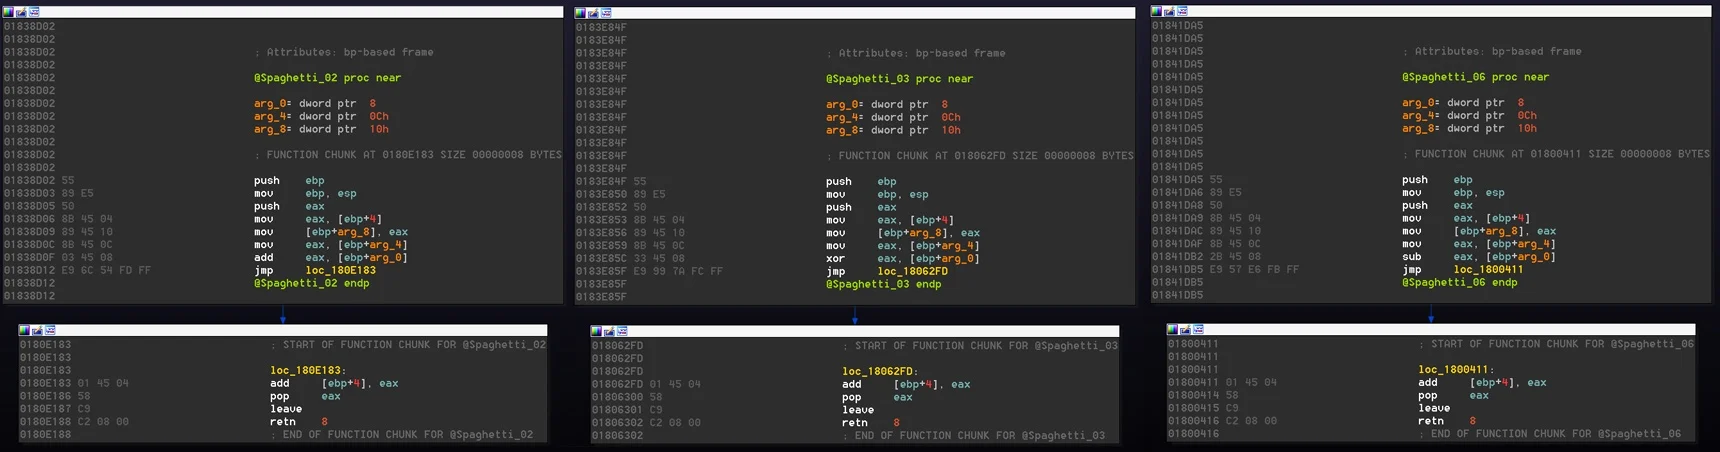 01838D02
01838D02
01838D02 ; Attributes: bp-based frame
01838D02
01838D02 @Spaghetti_02 proc near
01838D02
01838D02 arg_0= dword ptr 8
01838D02 arg_4= dword ptr 0Ch
01838D02 arg_8= dword ptr 10h
01838D02
01838D02 ; FUNCTION CHUNK AT 0180E183 SIZE 00000008 BYTES
01838D02
01838D02 55 push ebp
01838D03 89 E5 mov ebp, esp
01838D05 50 push eax
01838D06 8B 45 04 mov eax, [ebp+4]
01838D09 89 45 10 mov [ebp+arg_8], eax
01838D0C 8B 45 0C mov eax, [ebp+arg_4]
01838D0F 03 45 08 add eax, [ebp+arg_0]
01838D12 E9 6C 54 FD FF jmp loc_180E183
01838D12 @Spaghetti_02 endp
01838D12
0180E183 ; START OF FUNCTION CHUNK FOR @Spaghetti_02
0180E183
0180E183 loc_180E183:
0180E183 01 45 04 add [ebp+4], eax
0180E186 58 pop eax
0180E187 C9 leave
0180E188 C2 08 00 retn 8
0180E188 ; END OF FUNCTION CHUNK FOR @Spaghetti_02
0183E84F
0183E84F
0183E84F ; Attributes: bp-based frame
0183E84F
0183E84F @Spaghetti_03 proc near
0183E84F
0183E84F arg_0= dword ptr 8
0183E84F arg_4= dword ptr 0Ch
0183E84F arg_8= dword ptr 10h
0183E84F
0183E84F ; FUNCTION CHUNK AT 018062FD SIZE 00000008 BYTES
0183E84F
0183E84F 55 push ebp
0183E850 89 E5 mov ebp, esp
0183E852 50 push eax
0183E853 8B 45 04 mov eax, [ebp+4]
0183E856 89 45 10 mov [ebp+arg_8], eax
0183E859 8B 45 0C mov eax, [ebp+arg_4]
0183E85C 33 45 08 xor eax, [ebp+arg_0]
0183E85F E9 99 7A FC FF jmp loc_18062FD
0183E85F @Spaghetti_03 endp
0183E85F
018062FD ; START OF FUNCTION CHUNK FOR @Spaghetti_03
018062FD
018062FD loc_18062FD:
018062FD 01 45 04 add [ebp+4], eax
01806300 58 pop eax
01806301 C9 leave
01806302 C2 08 00 retn 8
01806302 ; END OF FUNCTION CHUNK FOR @Spaghetti_03
01841DA5
01841DA5
01841DA5 ; Attributes: bp-based frame
01841DA5
01841DA5 @Spaghetti_06 proc near
01841DA5
01841DA5 arg_0= dword ptr 8
01841DA5 arg_4= dword ptr 0Ch
01841DA5 arg_8= dword ptr 10h
01841DA5
01841DA5 ; FUNCTION CHUNK AT 01800411 SIZE 00000008 BYTES
01841DA5
01841DA5 55 push ebp
01841DA6 89 E5 mov ebp, esp
01841DA8 50 push eax
01841DA9 8B 45 04 mov eax, [ebp+4]
01841DAC 89 45 10 mov [ebp+arg_8], eax
01841DAF 8B 45 0C mov eax, [ebp+arg_4]
01841DB2 2B 45 08 sub eax, [ebp+arg_0]
01841DB5 E9 57 E6 FB FF jmp loc_1800411
01841DB5 @Spaghetti_06 endp
01841DB5
01800411 ; START OF FUNCTION CHUNK FOR @Spaghetti_06
01800411
01800411 loc_1800411:
01800411 01 45 04 add [ebp+4], eax
01800414 58 pop eax
01800415 C9 leave
01800416 C2 08 00 retn 8
01800416 ; END OF FUNCTION CHUNK FOR @Spaghetti_06